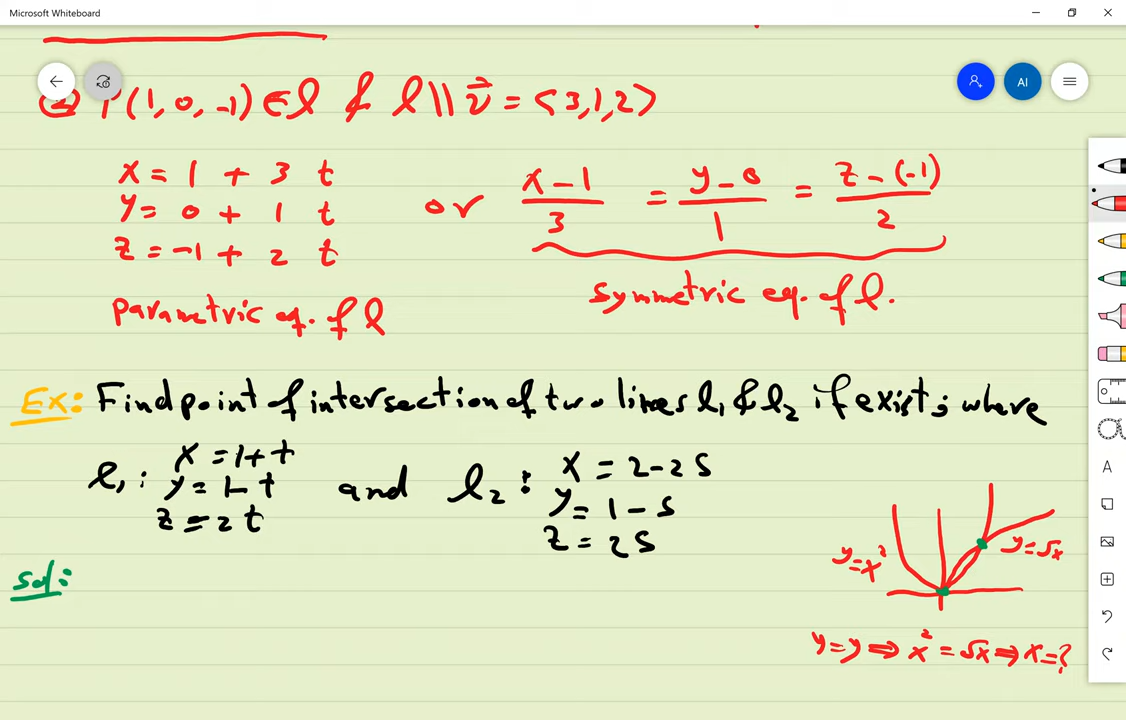 Microsoft Whiteboard
AI
② P(1, 0, -1) ∈ l & l || v⃗ = <3,1,2>
x = 1 + 3 t
y = 0 + 1 t
z = -1 + 2 t
or
x-1/3 = y-0/1 = z-(-1)/2
parametric eq. of l
symmetric eq. of l.
Ex: Find point of intersection of two lines l₁ & l₂ if exist; where
l₁: x = 1+t
y = 1-t
z = 2t
and l₂: x = 2-2s
y = 1-s
z = 2s
sol:
y=x²
y=√x
y=y ⇒ x² = √x ⇒ x=?
A